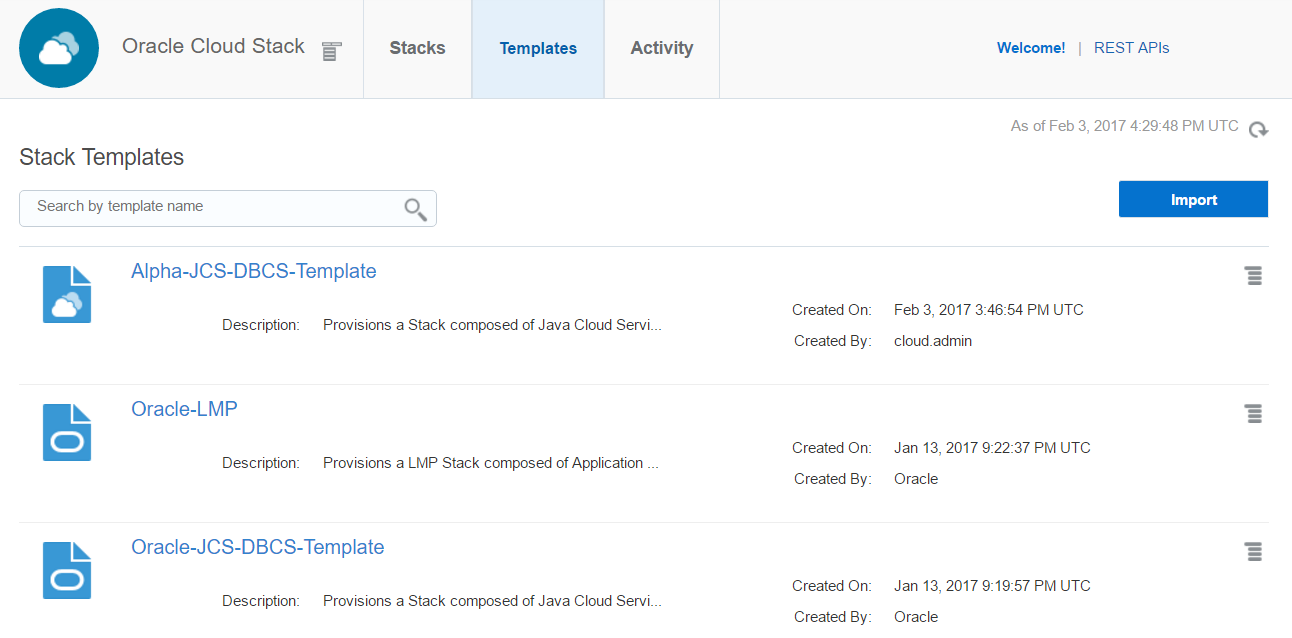 Oracle Cloud Stack
Stacks
Templates
Activity
Welcome! | REST APIs
As of Feb 3, 2017 4:29:48 PM UTC
Stack Templates
Search by template name
Import
Alpha-JCS-DBCS-Template
Description: Provisions a Stack composed of Java Cloud Servi...
Created On: Feb 3, 2017 3:46:54 PM UTC
Created By: cloud.admin
Oracle-LMP
Description: Provisions a LMP Stack composed of Application ...
Created On: Jan 13, 2017 9:22:37 PM UTC
Created By: Oracle
Oracle-JCS-DBCS-Template
Description: Provisions a Stack composed of Java Cloud Servi...
Created On: Jan 13, 2017 9:19:57 PM UTC
Created By: Oracle